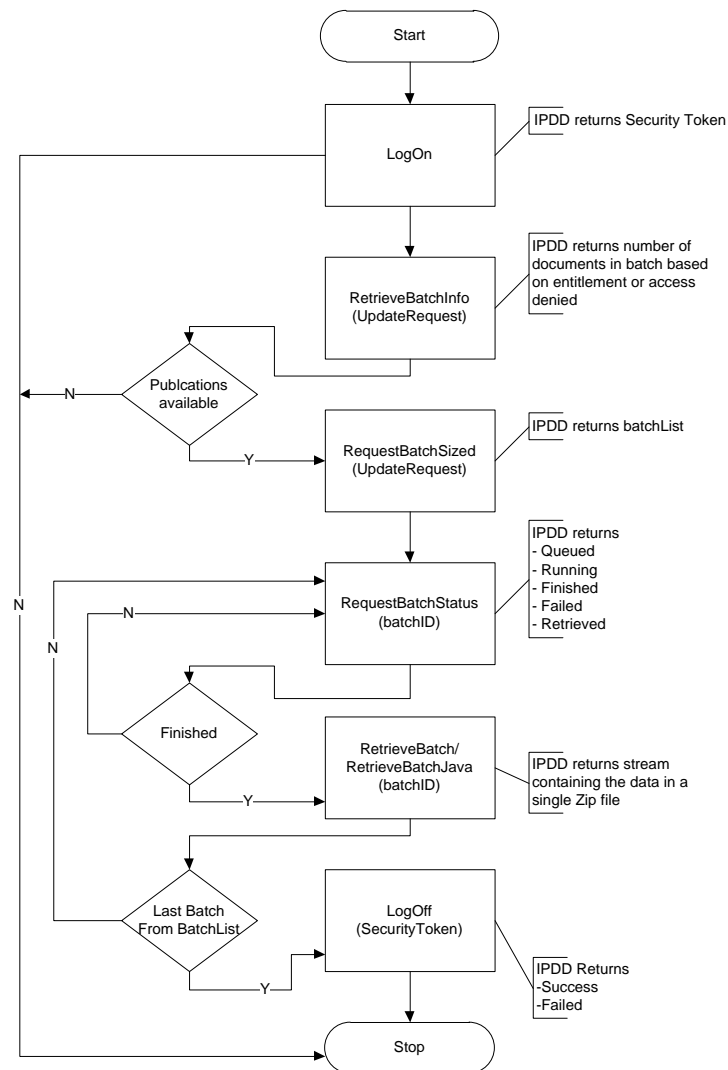 Start
LogOn
IPDD returns Security Token
RetrieveBatchInfo
(UpdateRequest)
IPDD returns number of
documents in batch based
on entitlement or access
denied
Publcations
available
N
Y
RequestBatchSized
(UpdateRequest)
IPDD returns batchList
RequestBatchStatus
(batchID)
IPDD returns
- Queued
- Running
- Finished
- Failed
- Retrieved
N
N
N
Finished
Y
RetrieveBatch/
RetrieveBatchJava
(batchID)
IPDD returns stream
containing the data in a
single Zip file
Last Batch
From BatchList
Y
LogOff
(SecurityToken)
IPDD Returns
-Success
-Failed
Stop